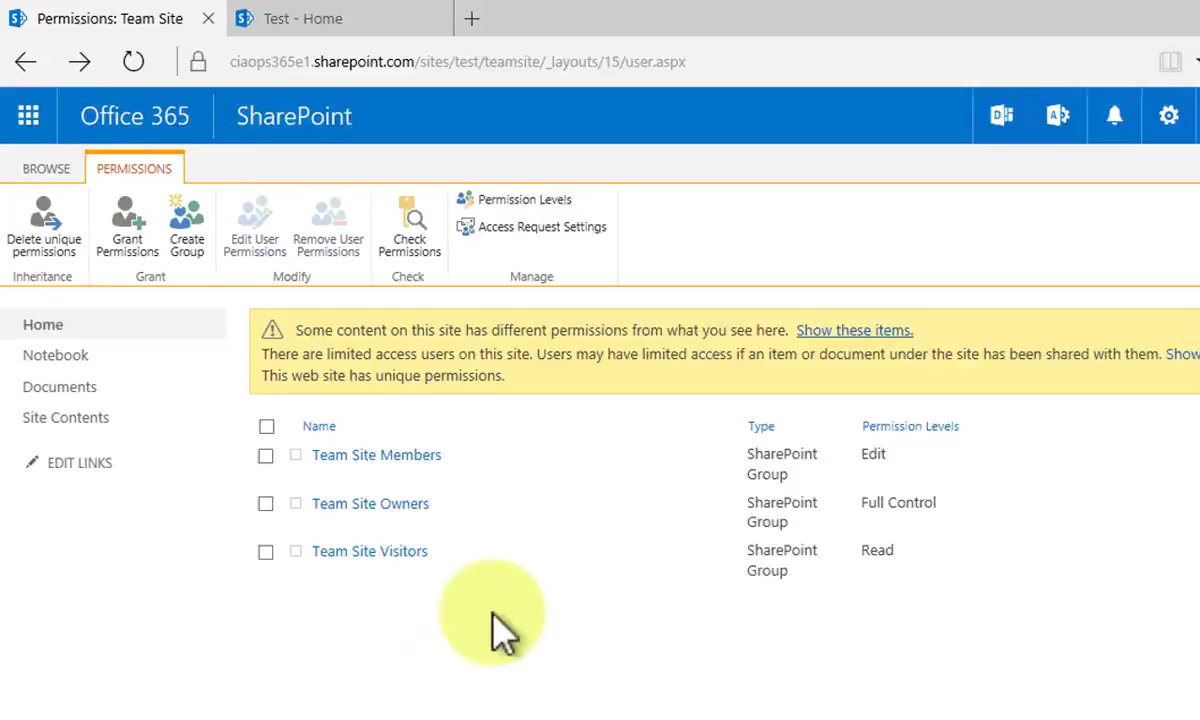 Permissions: Team Site
Test - Home
ciaops365e1.sharepoint.com/sites/test/teamsite/_layouts/15/user.aspx
Office 365
SharePoint
BROWSE
PERMISSIONS
Delete unique
permissions
Inheritance
Grant
Permissions
Create
Group
Grant
Edit User
Permissions
Remove User
Permissions
Modify
Check
Permissions
Check
Permission Levels
Access Request Settings
Manage
Home
Notebook
Documents
Site Contents
EDIT LINKS
Some content on this site has different permissions from what you see here. Show these items.
There are limited access users on this site. Users may have limited access if an item or document under the site has been shared with them. Show
This web site has unique permissions.
Name
Type
Permission Levels
Team Site Members
SharePoint
Group
Edit
Team Site Owners
SharePoint
Group
Full Control
Team Site Visitors
SharePoint
Group
Read